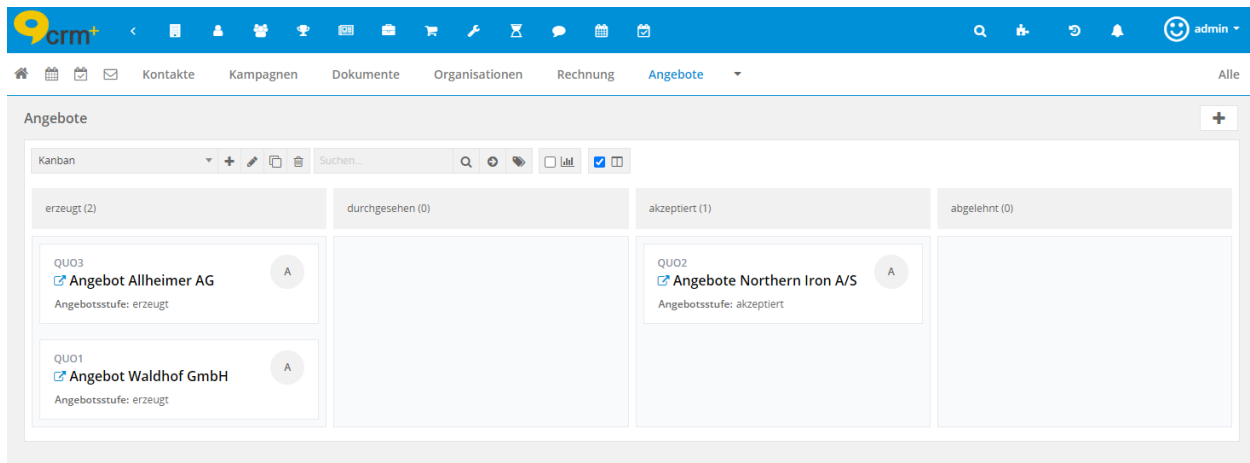 crm+
admin
Kontakte Kampagnen Dokumente Organisationen Rechnung Angebote Alle
Angebote
Kanban Suchen...
erzeugt (2) durchgesehen (0) akzeptiert (1) abgelehnt (0)
QUO3
Angebot Allheimer AG
A
Angebotsstufe: erzeugt
QUO1
Angebot Waldhof GmbH
A
Angebotsstufe: erzeugt
QUO2
Angebote Northern Iron A/S
A
Angebotsstufe: akzeptiert